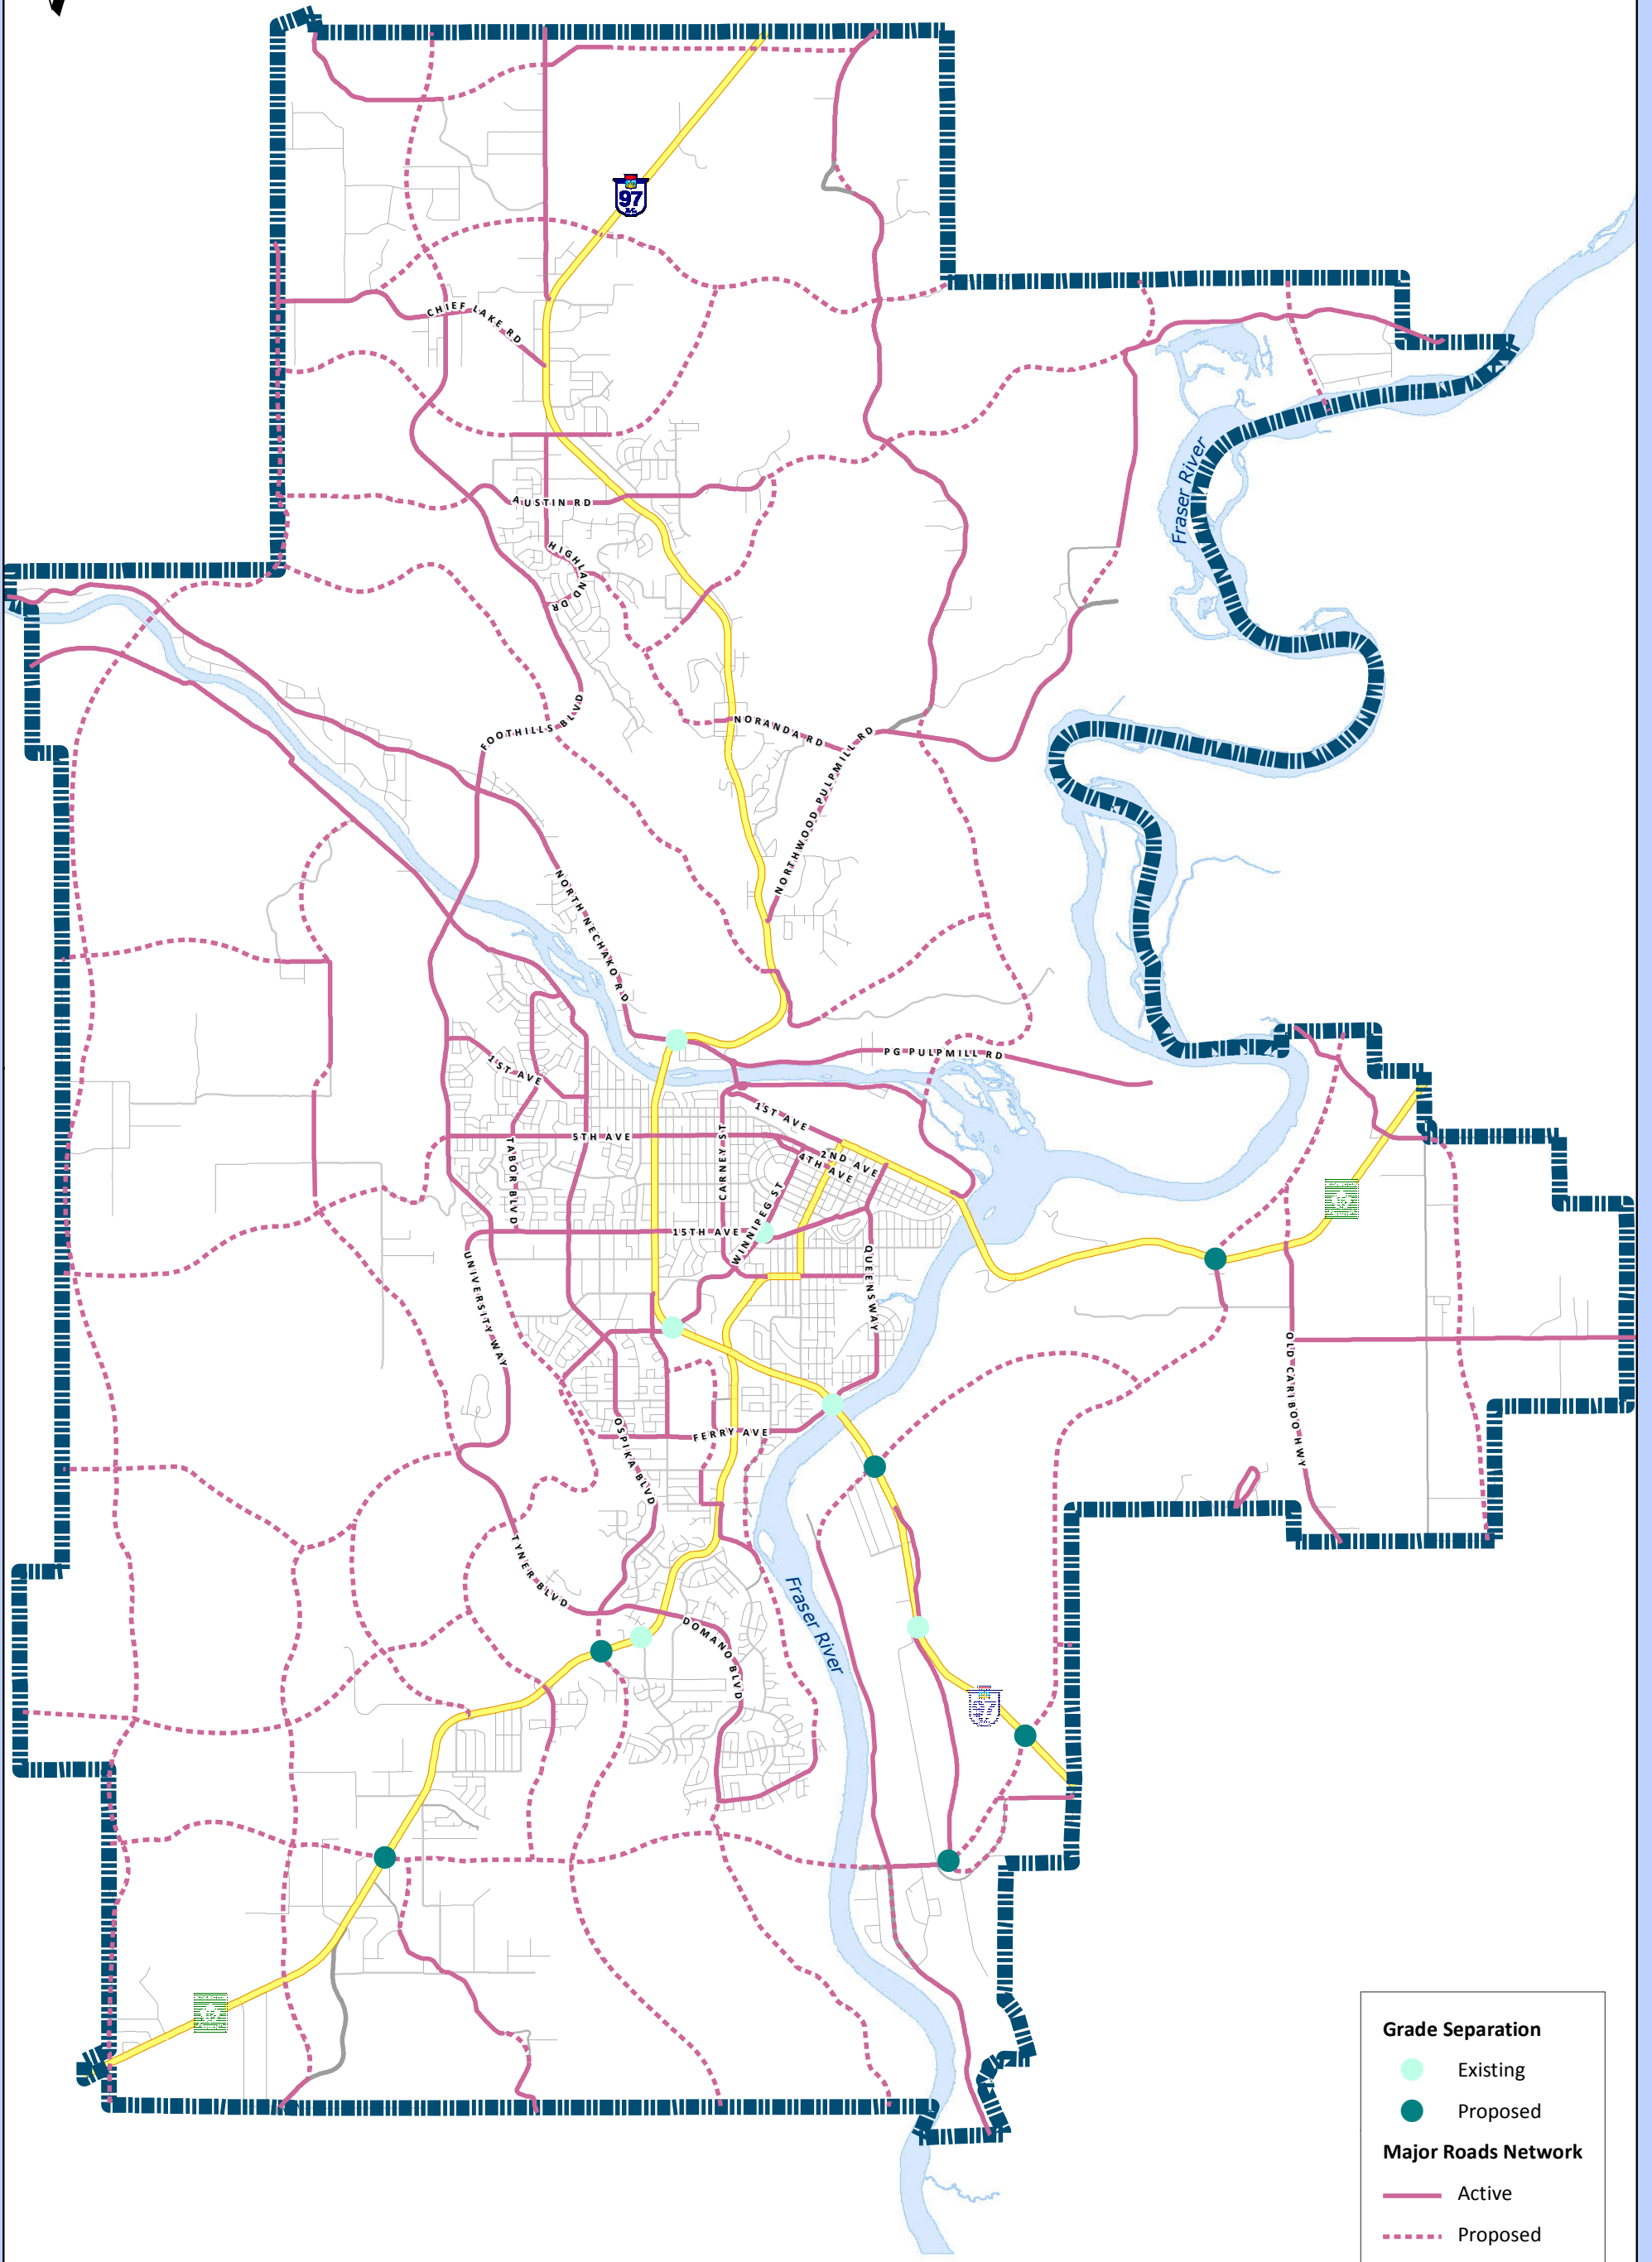 97
CHIEF LAKE RD
Fraser River
AUSTIN RD
HIGHLAND DR
FOOTHILLS BLVD
NORANDA RD
NORTHWOOD PULPMILL RD
NORTH NECHAKO RD
PG PULPMILL RD
1ST AVE
1ST AVE
5TH AVE
TABOR BLVD
CARNEY ST
2ND AVE
4TH AVE
WINNIPEG ST
15TH AVE
QUEENSWAY
UNIVERSITY WAY
OLD CARIBOO HWY
OSPIKA BLVD
FERRY AVE
TYNER BLVD
Fraser River
DOMANO BLVD
97
Grade Separation
Existing
Proposed
Major Roads Network
Active
Proposed